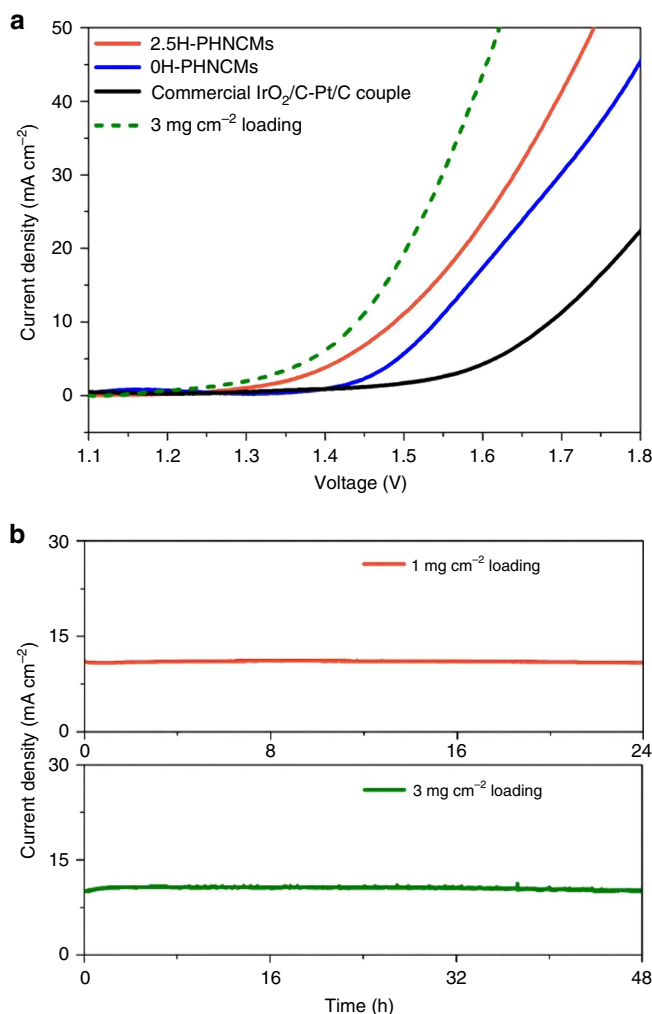 a
50
40
30
20
10
0
Current density (mA cm⁻²)
2.5H-PHNCMs
0H-PHNCMs
Commercial IrO₂/C-Pt/C couple
3 mg cm⁻² loading
1.1 1.2 1.3 1.4 1.5 1.6 1.7 1.8
Voltage (V)
b
30
15
0
1 mg cm⁻² loading
0 8 16 24
Current density (mA cm⁻²)
30
15
0
3 mg cm⁻² loading
0 16 32 48
Time (h)